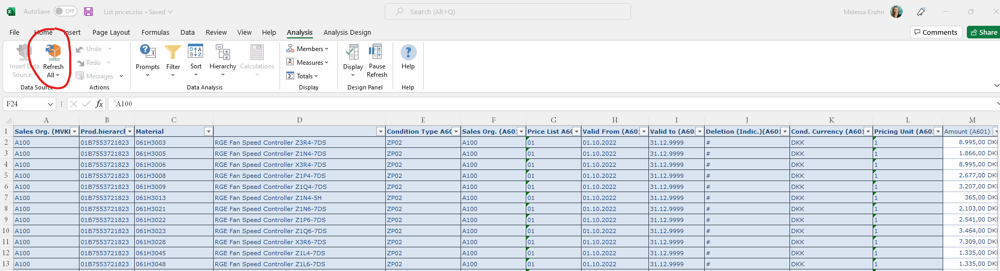 AutoSave Off List prices.xlsx • Saved Search (Alt+Q) Melessa Krohn
File Home Insert Page Layout Formulas Data Review View Help Analysis Analysis Design Comments Share
Insert Data Source Refresh All Undo Redo Messages Prompts Filter Sort Hierarchy Calculations Members Measures Totals Display Pause Refresh Help
Data Source Actions Data Analysis Display Design Panel Help
F24 fx 'A100
A B C D E F G H I J K L M
1 Sales Org. (MVKI Prod.hierarch Material Condition Type A60 Sales Org. (A601 Price List A60 Valid From (A601 Valid to (A60 Deletion (Indic.)(A601 Cond. Currency (A601 Pricing Unit (A601 Amount (A601)
2 A100 01B7553721823 061H3003 RGE Fan Speed Controller Z3R4-7DS ZP02 A100 01 01.10.2022 31.12.9999 # DKK 1 8.995,00 DKK
3 A100 01B7553721823 061H3005 RGE Fan Speed Controller Z1N4-7DS ZP02 A100 01 01.10.2022 31.12.9999 # DKK 1 1.866,00 DKK
4 A100 01B7553721823 061H3006 RGE Fan Speed Controller X3R4-7DS ZP02 A100 01 01.10.2022 31.12.9999 # DKK 1 8.995,00 DKK
5 A100 01B7553721823 061H3008 RGE Fan Speed Controller Z1P4-7DS ZP02 A100 01 01.10.2022 31.12.9999 # DKK 1 2.677,00 DKK
6 A100 01B7553721823 061H3009 RGE Fan Speed Controller Z1Q4-7DS ZP02 A100 01 01.10.2022 31.12.9999 # DKK 1 3.207,00 DKK
7 A100 01B7553721823 061H3013 RGE Fan Speed Controller Z1N4-5H ZP02 A100 01 01.10.2022 31.12.9999 # DKK 1 365,00 DKK
8 A100 01B7553721823 061H3021 RGE Fan Speed Controller Z1N6-7DS ZP02 A100 01 01.10.2022 31.12.9999 # DKK 1 2.103,00 DKK
9 A100 01B7553721823 061H3022 RGE Fan Speed Controller Z1P6-7DS ZP02 A100 01 01.10.2022 31.12.9999 # DKK 1 2.541,00 DKK
10 A100 01B7553721823 061H3023 RGE Fan Speed Controller Z1Q6-7DS ZP02 A100 01 01.10.2022 31.12.9999 # DKK 1 3.464,00 DKK
11 A100 01B7553721823 061H3028 RGE Fan Speed Controller X3R6-7DS ZP02 A100 01 01.10.2022 31.12.9999 # DKK 1 7.309,00 DKK
12 A100 01B7553721823 061H3045 RGE Fan Speed Controller Z1L4-7DS ZP02 A100 01 01.10.2022 31.12.9999 # DKK 1 1.335,00 DKK
13 A100 01B7553721823 061H3048 RGE Fan Speed Controller Z1L6-7DS ZP02 A100 01 01.10.2022 31.12.9999 # DKK 1 1.335,00 DKK